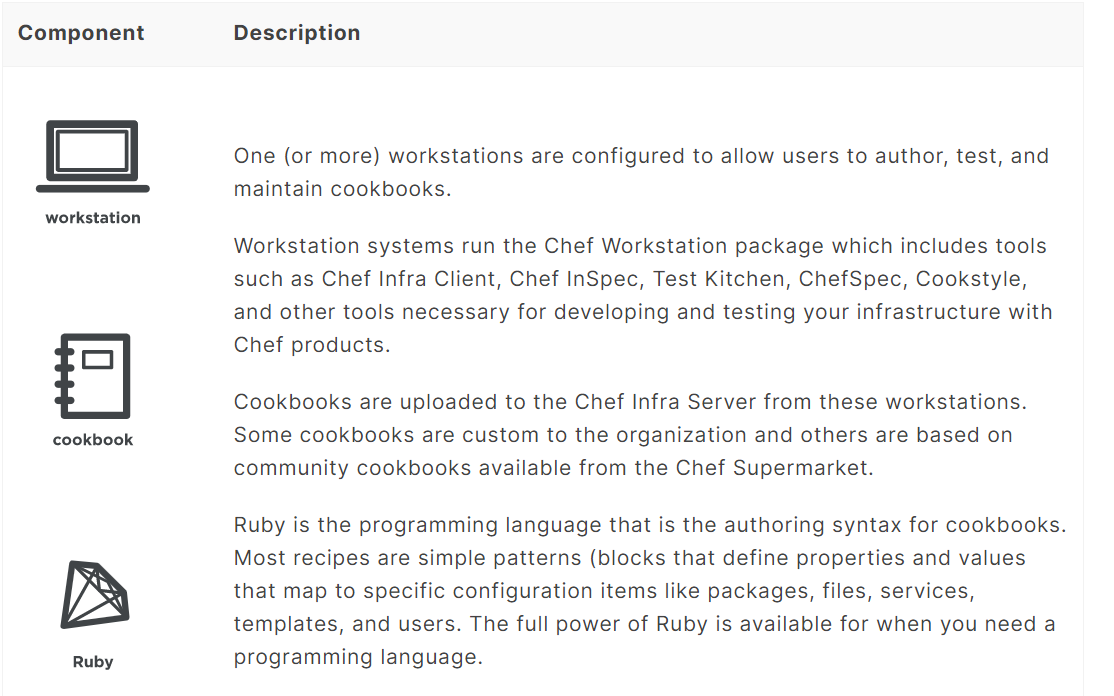 Component Description
One (or more) workstations are configured to allow users to author, test, and
maintain cookbooks.
workstation
Workstation systems run the Chef Workstation package which includes tools
such as Chef Infra Client, Chef InSpec, Test Kitchen, ChefSpec, Cookstyle,
and other tools necessary for developing and testing your infrastructure with
Chef products.
Cookbooks are uploaded to the Chef Infra Server from these workstations.
Some cookbooks are custom to the organization and others are based on
community cookbooks available from the Chef Supermarket.
cookbook
Ruby is the programming language that is the authoring syntax for cookbooks.
Most recipes are simple patterns (blocks that define properties and values
that map to specific configuration items like packages, files, services,
templates, and users. The full power of Ruby is available for when you need a
programming language.
Ruby